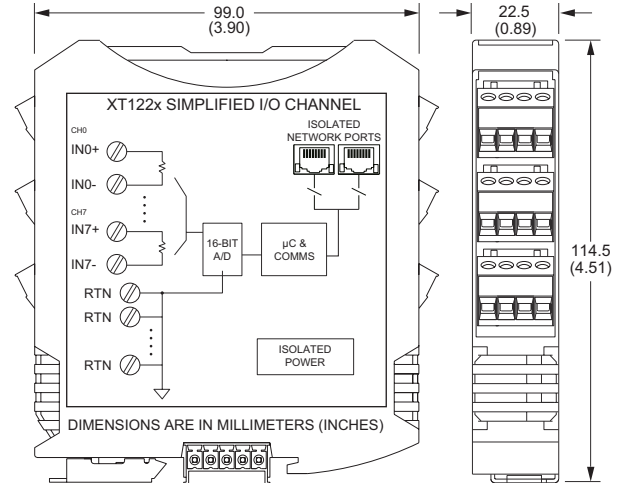 99.0
(3.90)
22.5
(0.89)
XT122x SIMPLIFIED I/O CHANNEL
CH0
IN0+
IN0-
CH7
IN7+
IN7-
RTN
RTN
RTN
ISOLATED
NETWORK PORTS
16-BIT
A/D
µC &
COMMS
ISOLATED
POWER
114.5
(4.51)
DIMENSIONS ARE IN MILLIMETERS (INCHES)